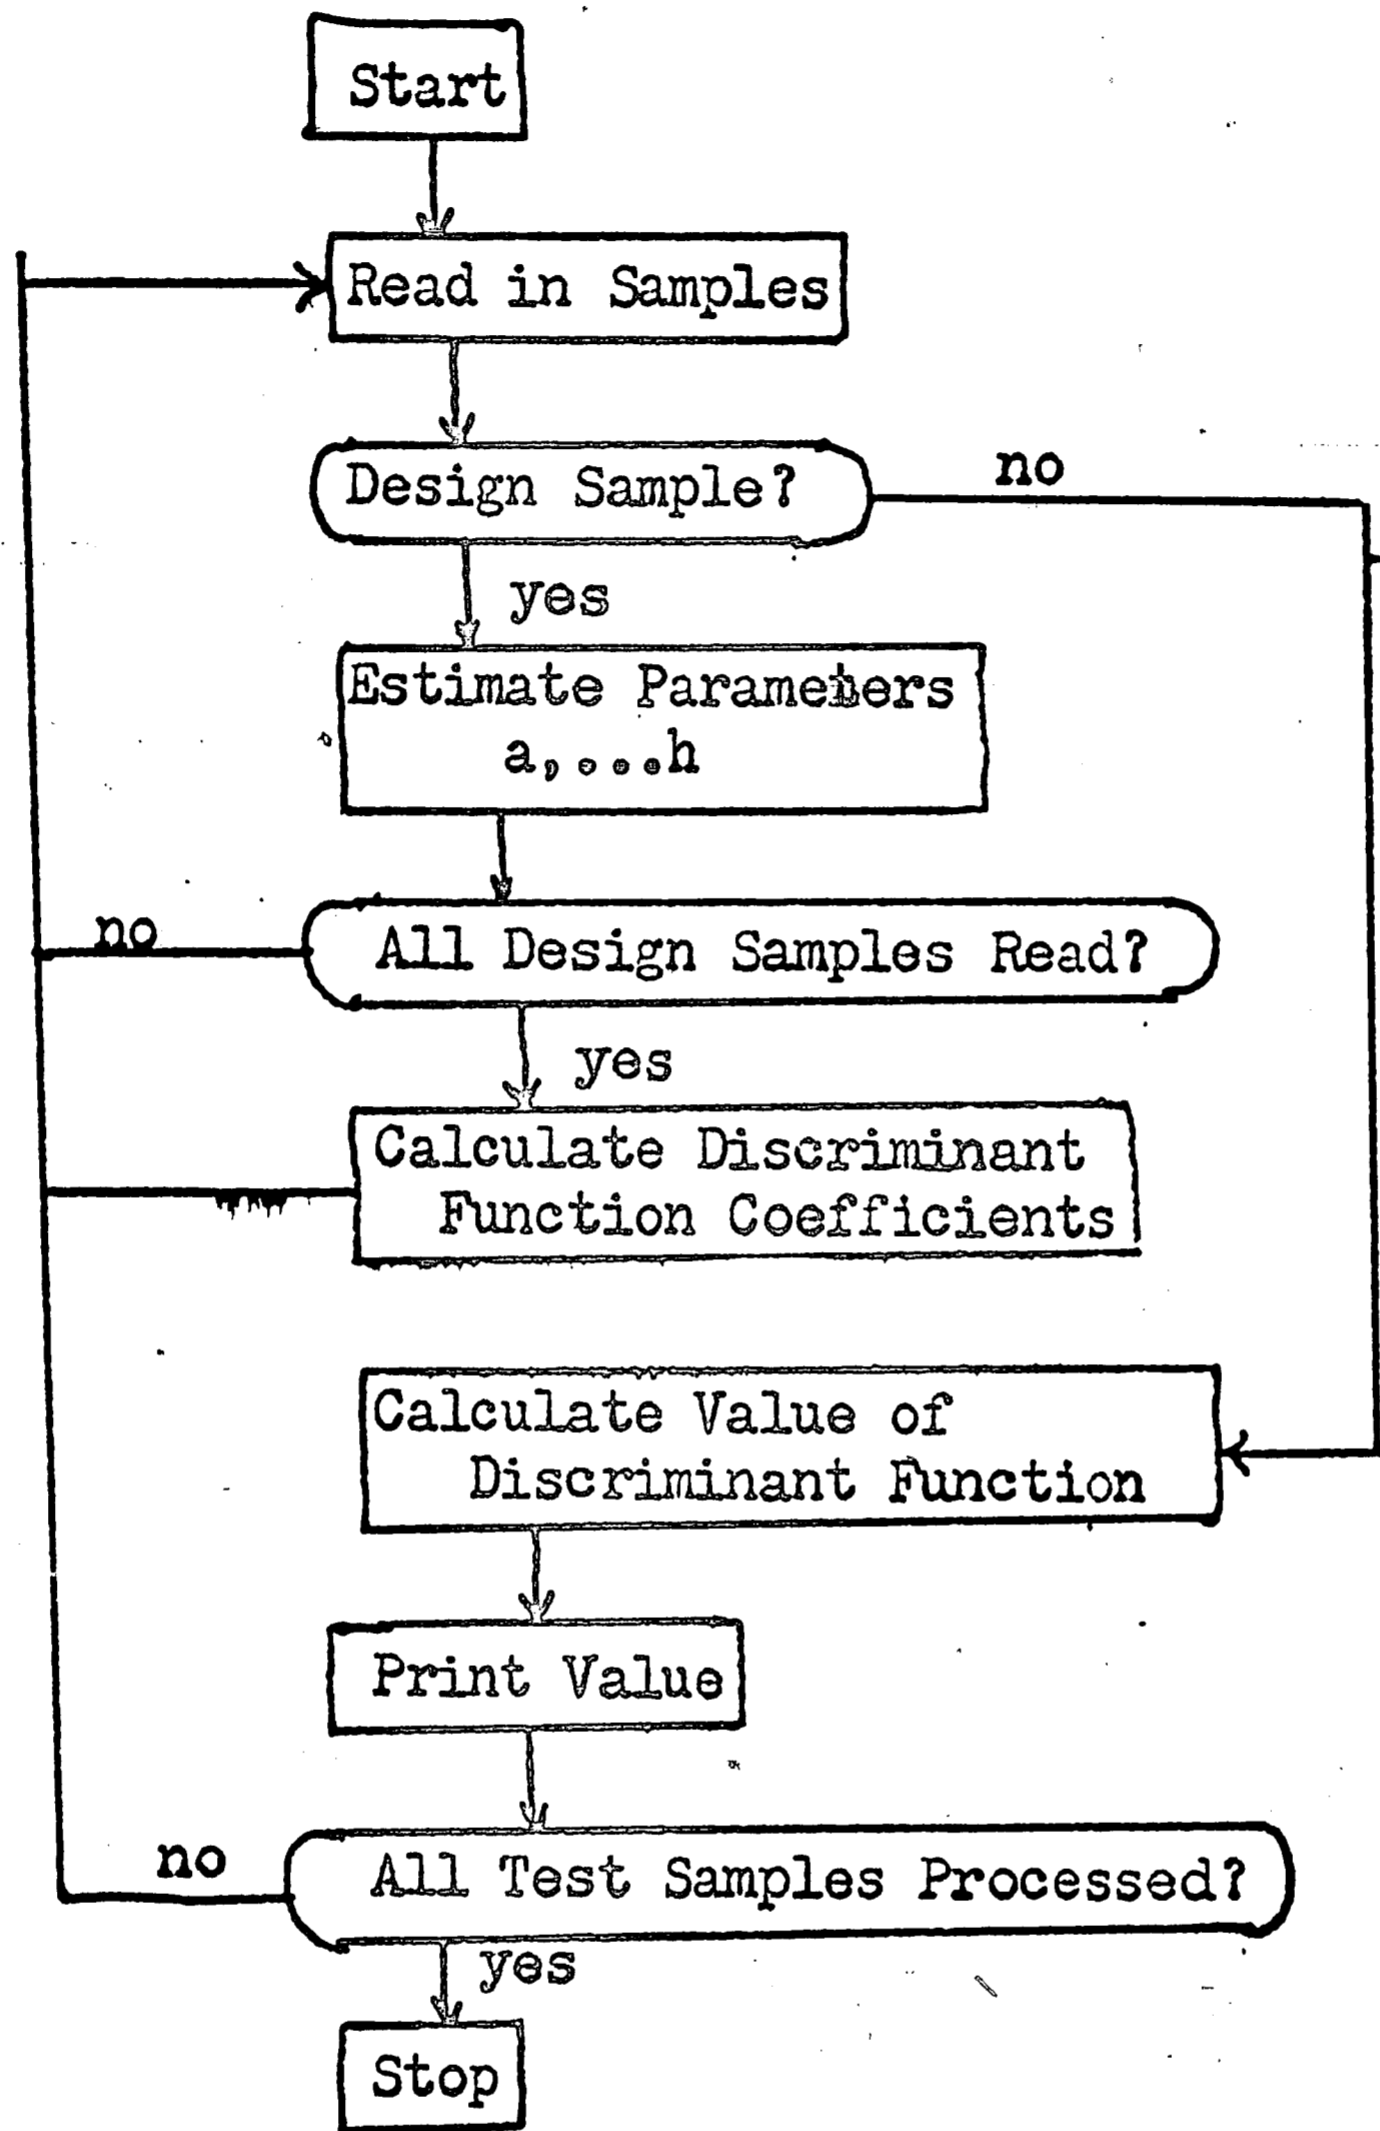 Start
Read in Samples
Design Sample?
no
yes
Estimate Parameters
a,...h
no
All Design Samples Read?
yes
Calculate Discriminant
Function Coefficients
Calculate Value of
Discriminant Function
Print Value
no
All Test Samples Processed?
yes
Stop